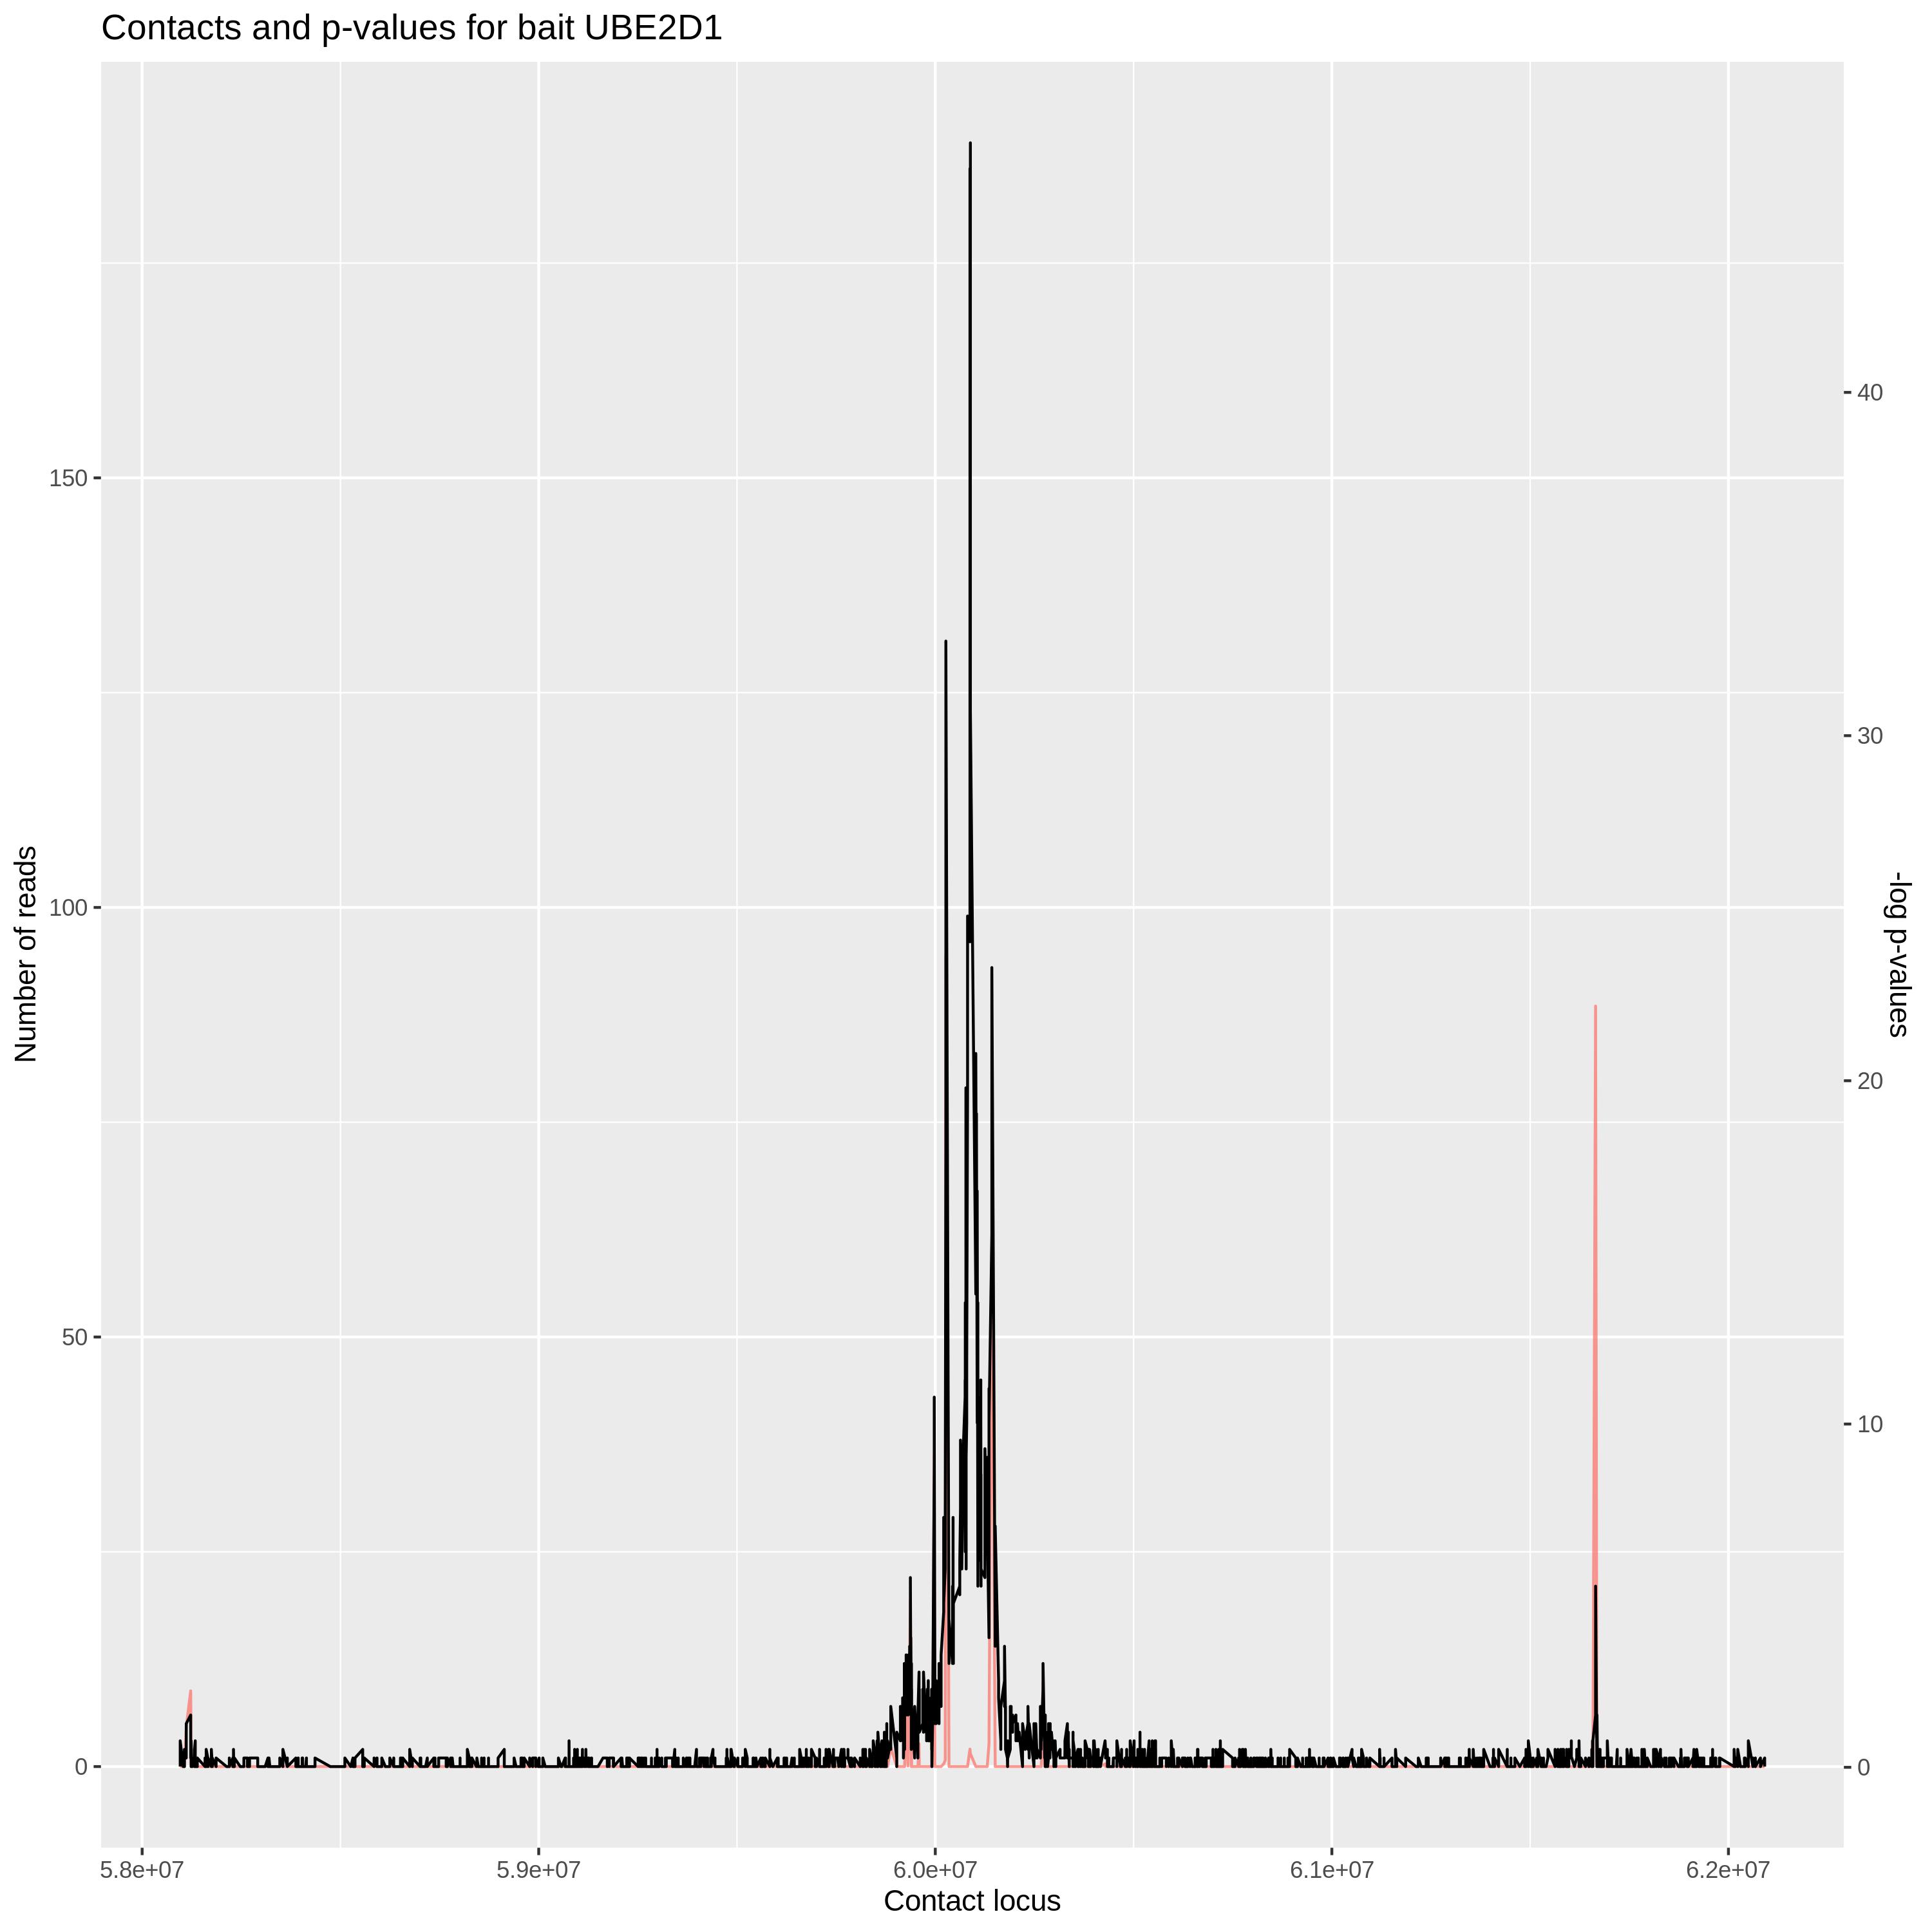 Contacts and p-values for bait UBE2D1
Number of reads
150
100
50
0
40
30
20
10
0
-log p-values
5.8e+07
5.9e+07
6.0e+07
6.1e+07
6.2e+07
Contact locus